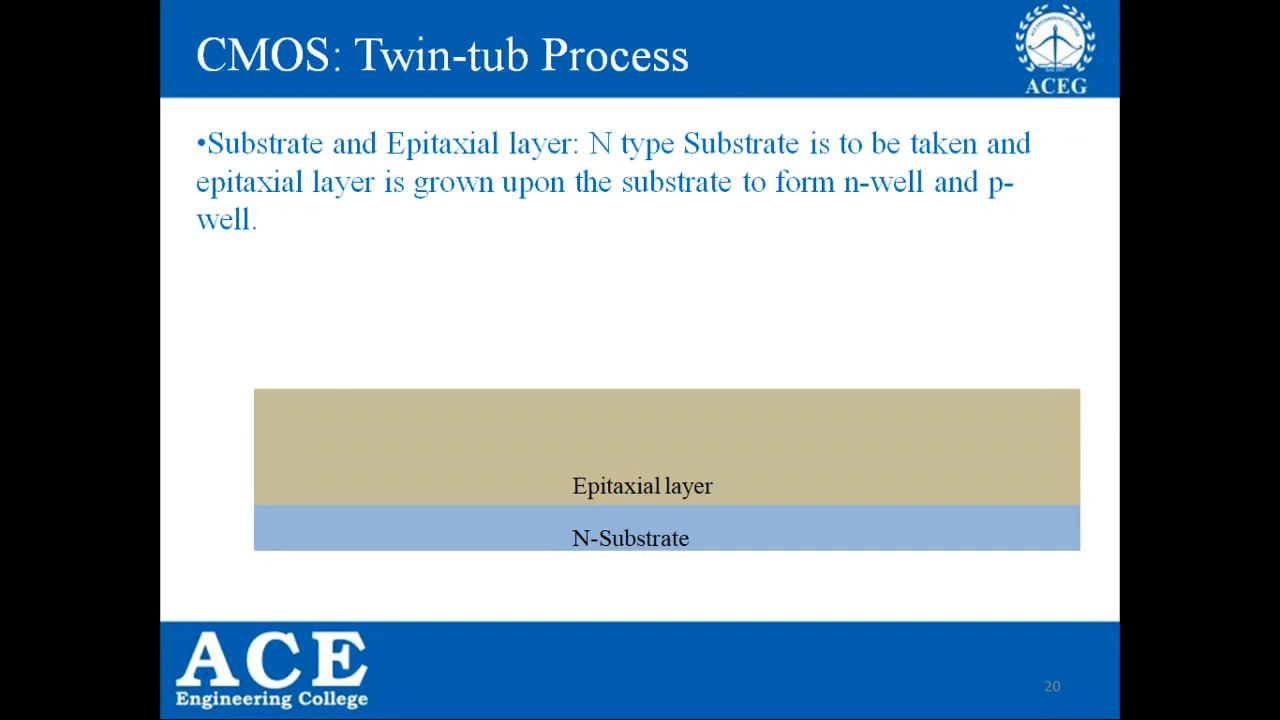 CMOS: Twin-tub Process
ACEG
•Substrate and Epitaxial layer: N type Substrate is to be taken and
epitaxial layer is grown upon the substrate to form n-well and p-
well.
Epitaxial layer
N-Substrate
ACE
Engineering College
20